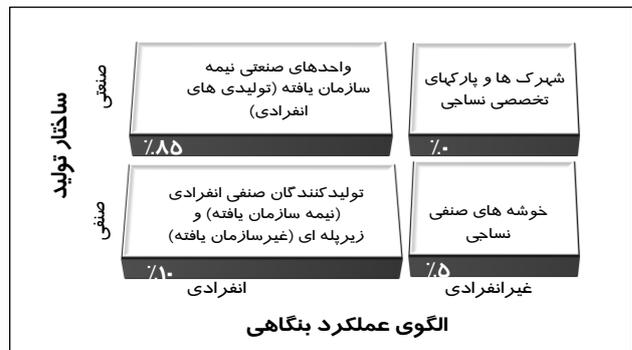 شهرک ها و پارکهای
تخصصی نساجی
٪۰
واحدهای صنعتی نیمه
سازمان یافته (تولیدی های
انفرادی)
٪۸۵
صنعتی
ساختار تولید
خوشه های صنفی
نساجی
٪۵
تولیدکنندگان صنفی انفرادی
(نیمه سازمان یافته) و
زیرپله ای (غیرسازمان یافته)
٪۱۰
صنفی
غیرانفرادی
انفرادی
الگوی عملکرد بنگاهی